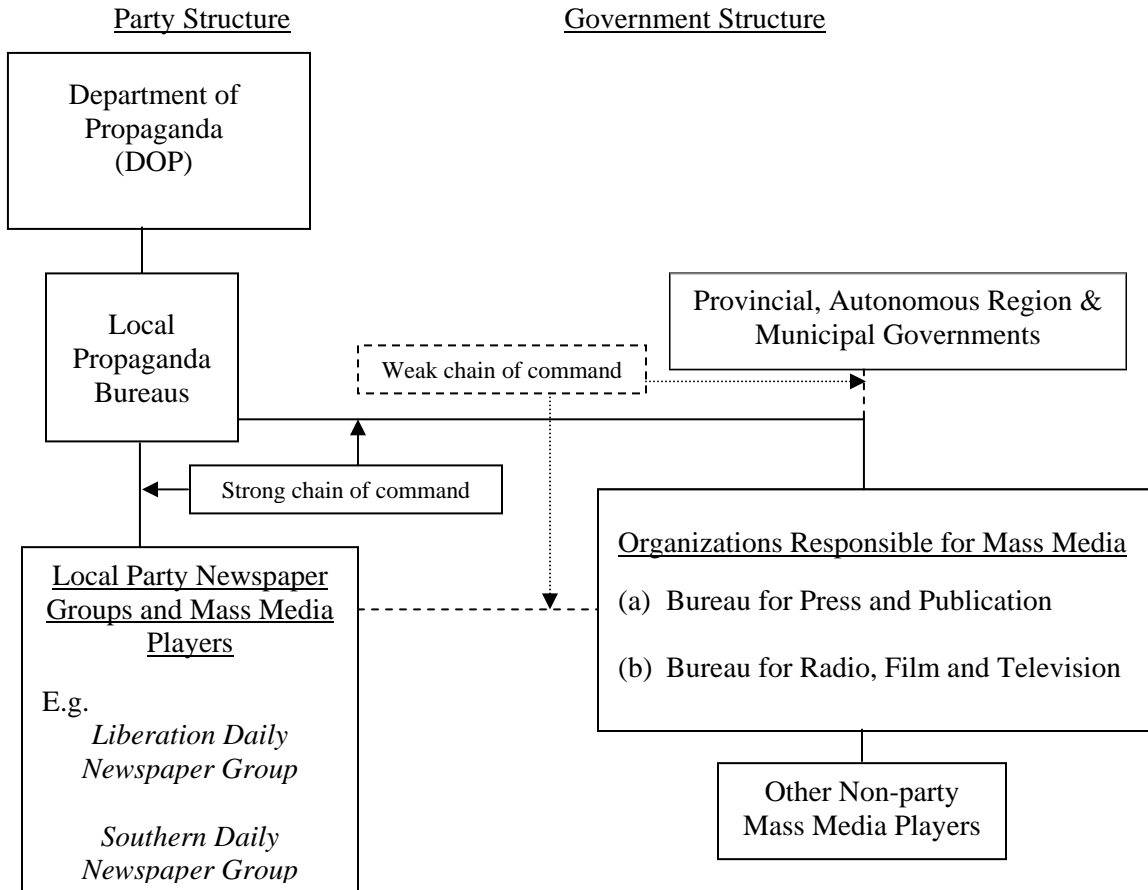 Party Structure
Government Structure
Department of
Propaganda
(DOP)
Local
Propaganda
Bureaus
Provincial, Autonomous Region &
Municipal Governments
Weak chain of command
Strong chain of command
Local Party Newspaper
Groups and Mass Media
Players
E.g.
Liberation Daily
Newspaper Group
Southern Daily
Newspaper Group
Organizations Responsible for Mass Media
(a) Bureau for Press and Publication
(b) Bureau for Radio, Film and Television
Other Non-party
Mass Media Players